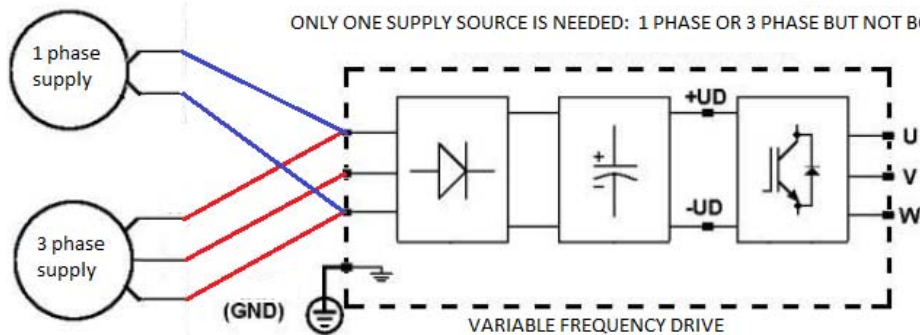 ONLY ONE SUPPLY SOURCE IS NEEDED: 1 PHASE OR 3 PHASE BUT NOT
1 phase
supply
+UD
U
V
-UD
W
3 phase
supply
(GND)
VARIABLE FREQUENCY DRIVE